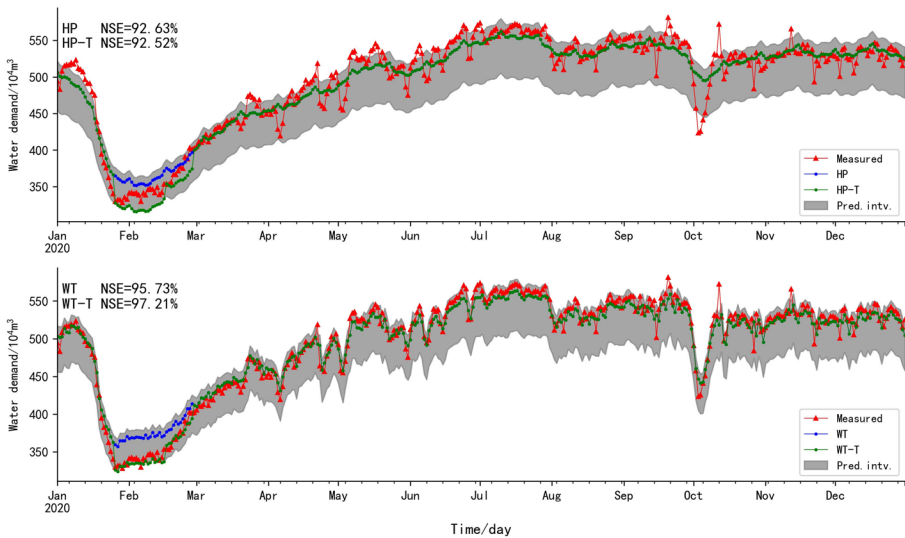 HP NSE=92.63%
HP-T NSE=92.52%
Water demand/10⁴m³
550
500
450
400
350
Measured
HP
HP-T
Pred. intv.
Jan Feb Mar Apr May Jun Jul Aug Sep Oct Nov Dec
2020
WT NSE=95.73%
WT-T NSE=97.21%
Water demand/10⁴m³
550
500
450
400
350
Measured
WT
WT-T
Pred. intv.
Jan Feb Mar Apr May Jun Jul Aug Sep Oct Nov Dec
2020
Time/day